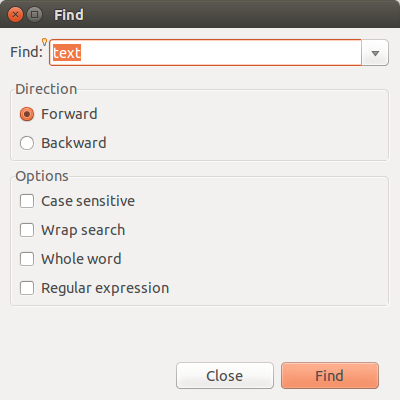 Find
Find: text
Direction
Forward
Backward
Options
Case sensitive
Wrap search
Whole word
Regular expression
Close Find